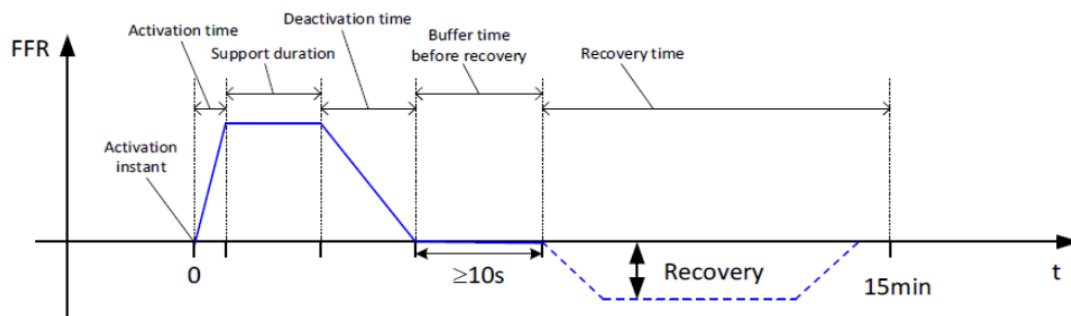 FFR
Activation time
Support duration
Deactivation time
Buffer time
before recovery
Recovery time
Activation
instant
0
≥10s
Recovery
15min
t